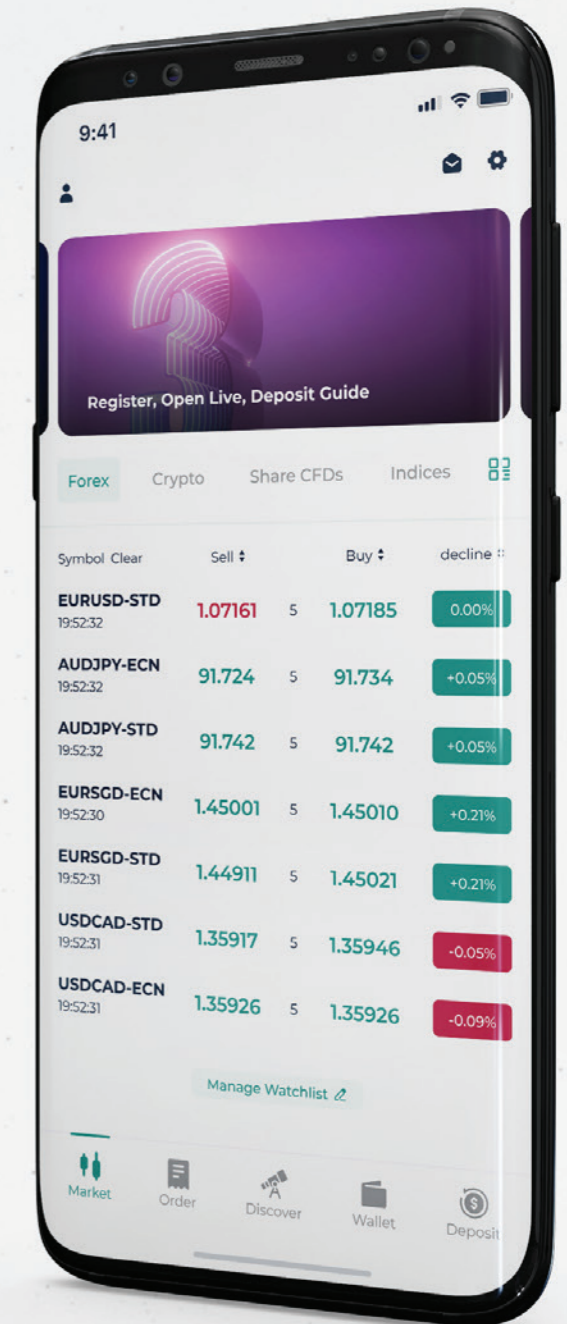 9:41
Register, Open Live, Deposit Guide
Forex Crypto Share CFDs Indices
Symbol Clear Sell Buy decline
EURUSD-STD 1.07161 5 1.07185 0.00%
19:52:32
AUDJPY-ECN 91.724 5 91.734 +0.05%
19:52:32
AUDJPY-STD 91.742 5 91.742 +0.05%
19:52:32
EURSGD-ECN 1.45001 5 1.45010 +0.21%
19:52:30
EURSGD-STD 1.44911 5 1.45021 +0.21%
19:52:31
USDCAD-STD 1.35917 5 1.35946 -0.05%
19:52:31
USDCAD-ECN 1.35926 5 1.35926 -0.09%
19:52:31
Manage Watchlist
Market Order Discover Wallet Deposit